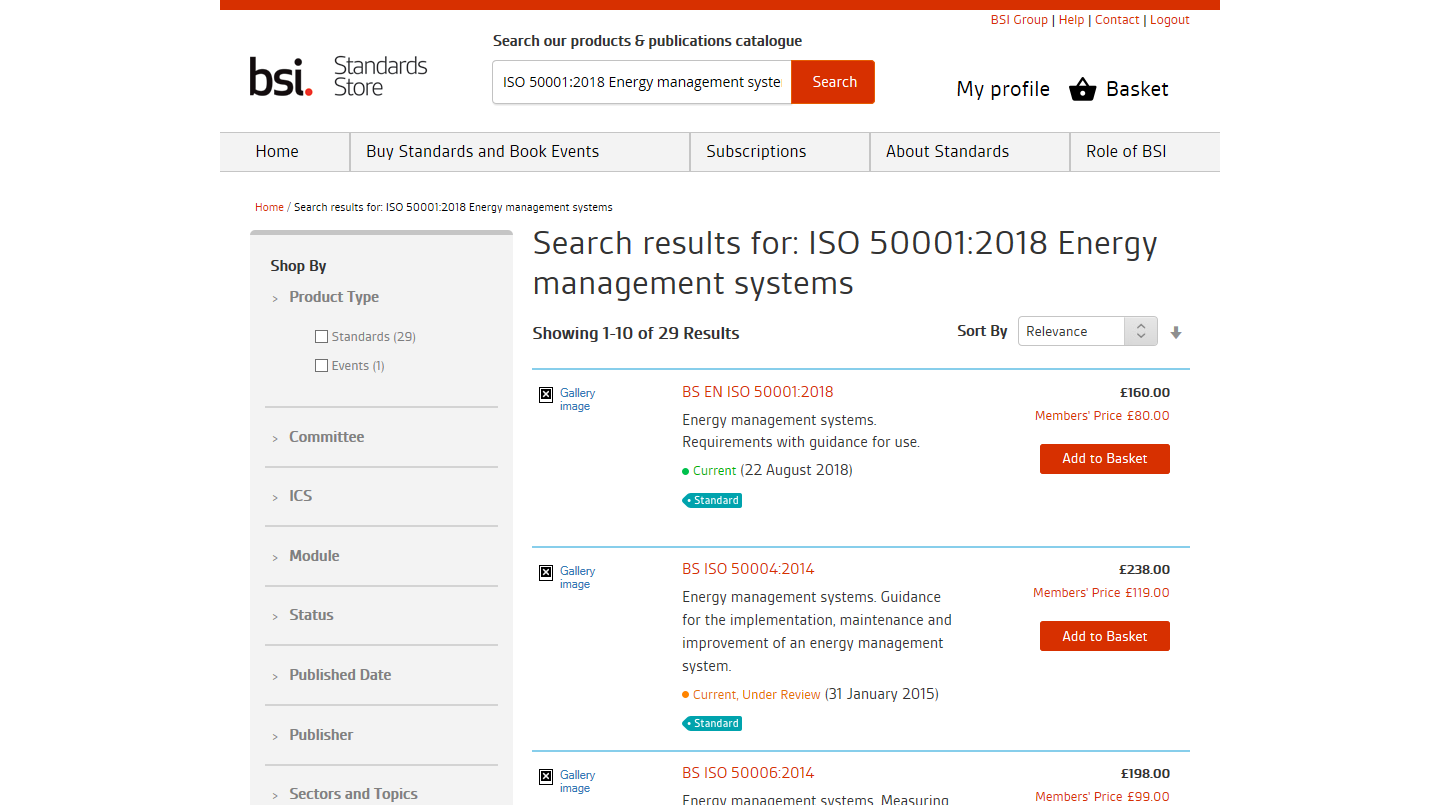 BSI Group | Help | Contact | Logout
Search our products & publications catalogue
bsi. Standards
Store
ISO 50001:2018 Energy management syste
Search
My profile
Basket
Home
Buy Standards and Book Events
Subscriptions
About Standards
Role of BSI
Home / Search results for: ISO 50001:2018 Energy management systems
Shop By
> Product Type
Standards (29)
Events (1)
> Committee
> ICS
> Module
> Status
> Published Date
> Publisher
> Sectors and Topics
Search results for: ISO 50001:2018 Energy
management systems
Showing 1-10 of 29 Results
Sort By
Relevance
Gallery
image
BS EN ISO 50001:2018
Energy management systems.
Requirements with guidance for use.
Current (22 August 2018)
Standard
£160.00
Members' Price £80.00
Add to Basket
Gallery
image
BS ISO 50004:2014
Energy management systems. Guidance
for the implementation, maintenance and
improvement of an energy management
system.
Current, Under Review (31 January 2015)
Standard
£238.00
Members' Price £119.00
Add to Basket
Gallery
image
BS ISO 50006:2014
Energy management systems. Measuring
£198.00
Members' Price £99.00